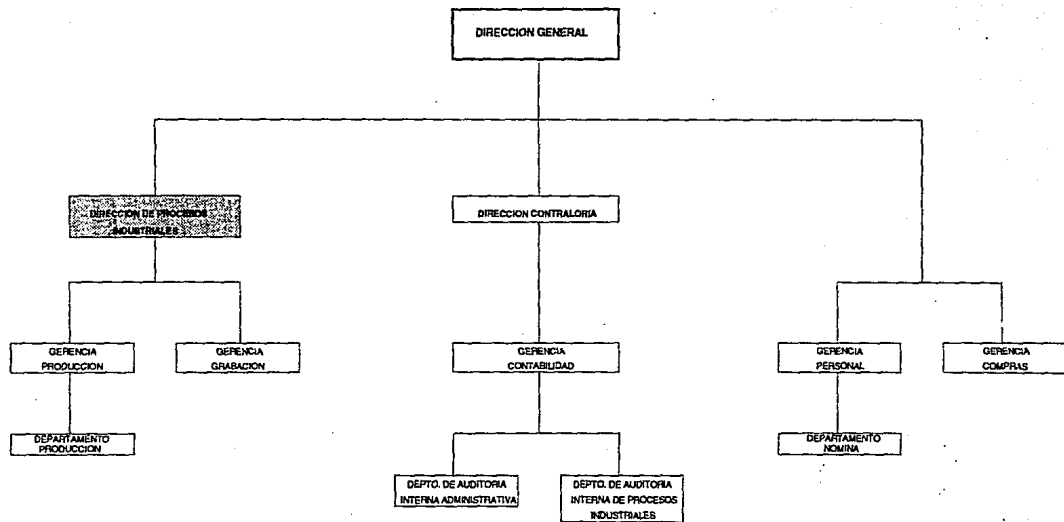 DIRECCION GENERAL
DIRECCION DE PROCESOS
INDUSTRIALES
DIRECCION CONTRALORIA
GERENCIA
PRODUCCION
GERENCIA
GRABACION
GERENCIA
CONTABILIDAD
GERENCIA
PERSONAL
GERENCIA
COMPRAS
DEPARTAMENTO
PRODUCCION
DEPARTAMENTO
NOMINA
DEPTO. DE AUDITORIA
INTERNA ADMINISTRATIVA
DEPTO. DE AUDITORIA
INTERNA DE PROCESOS
INDUSTRIALES